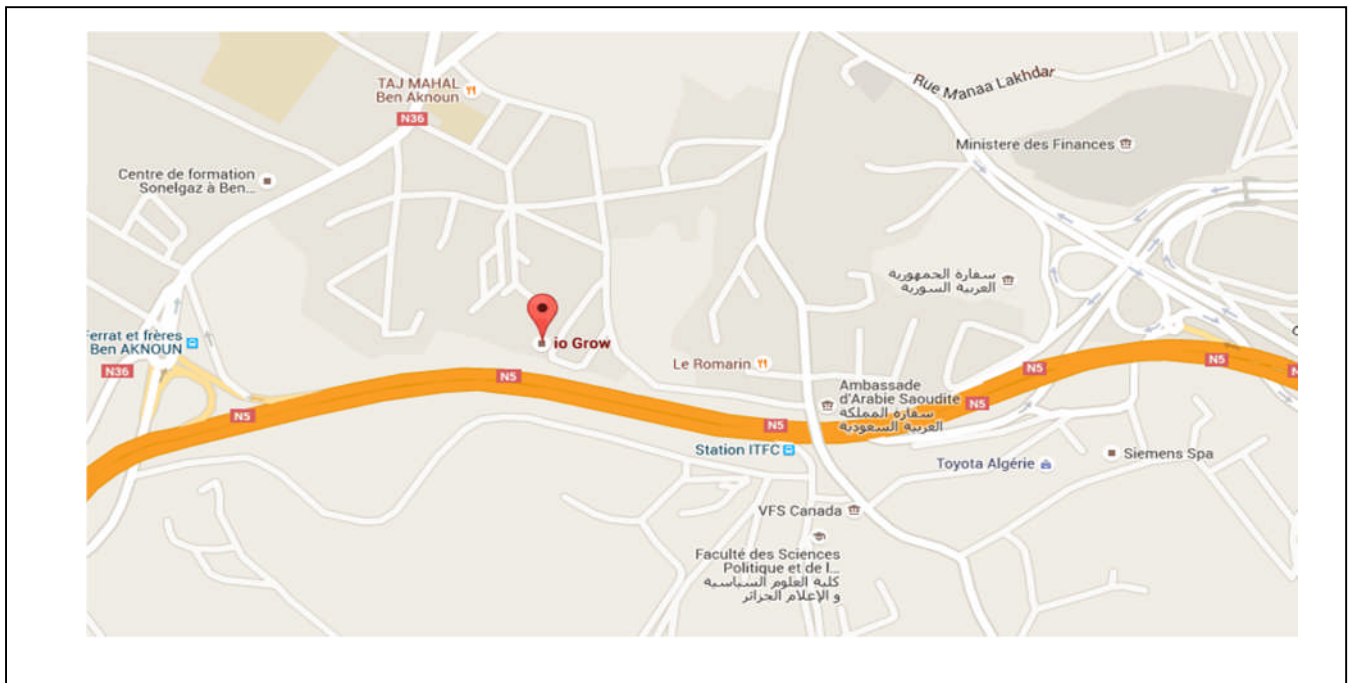 TAJ MAHAL
Ben Aknoun
N36
Rue Manaa Lakhdar
Ministere des Finances
Centre de formation
Sonelgaz à Ben...
سفارة الجمهورية
العربية السورية
Ferrat et frères
Ben AKNOUN
N36
io Grow
Le Romarin
N5
N5
N5
N5
N5
N5
Ambassade
d'Arabie Saoudite
سفارة المملكة
العربية السعودية
Station ITFC
Toyota Algérie
Siemens Spa
VFS Canada
Faculté des Sciences
Politique et de l...
كلية العلوم السياسية
و الإعلام الجزائر